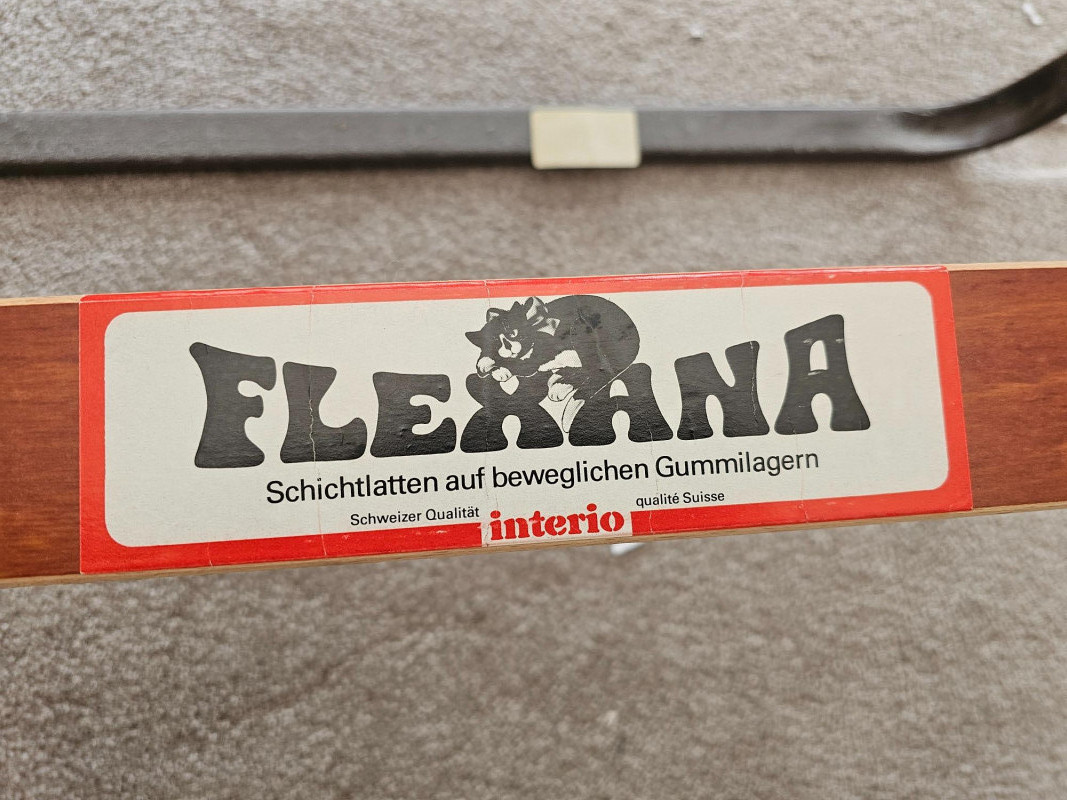 FLEXANA
Schichtlatten auf beweglichen Gummilagern
Schweizer Qualität interio qualité Suisse